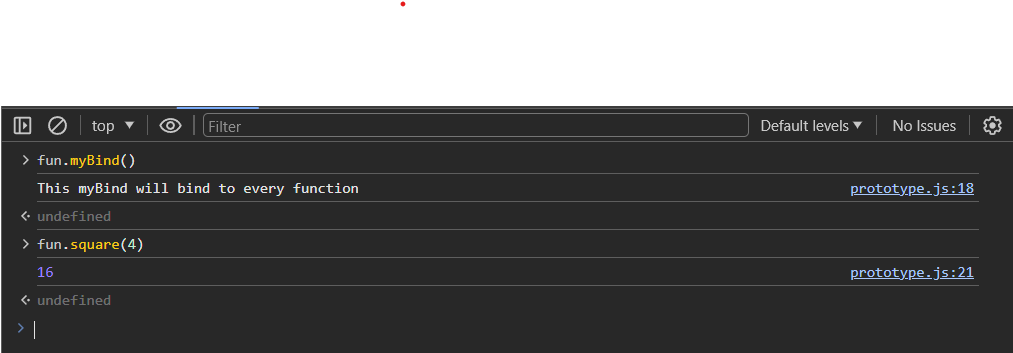 top Filter Default levels No Issues
fun.myBind()
This myBind will bind to every function prototype.js:18
undefined
fun.square(4)
16 prototype.js:21
undefined